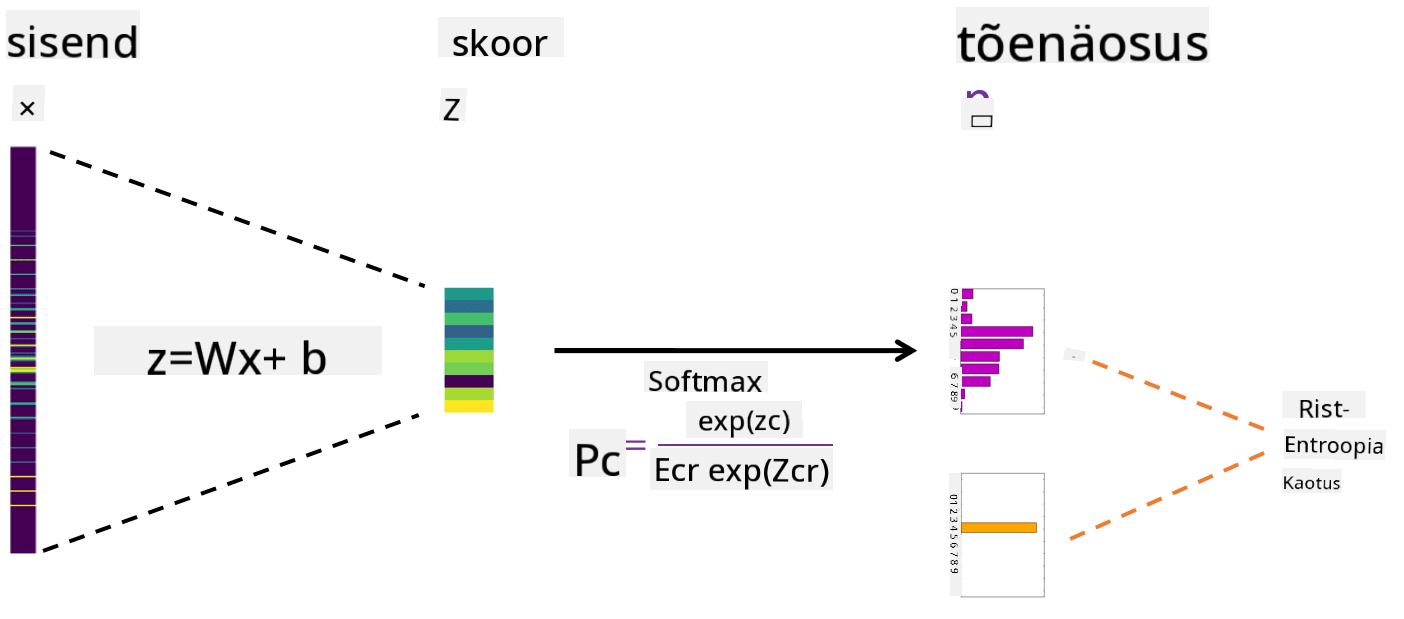 sisend
skoor
tõenäosus
×
z
z=Wx+ b
Softmax
exp(zc)
Pc =
Ecr exp(Zcr)
0 1 2 3 4 5
6 7 8 9
0 1 2 3 4 5 6 7 8 9
Rist-
Entroopia
Kaotus